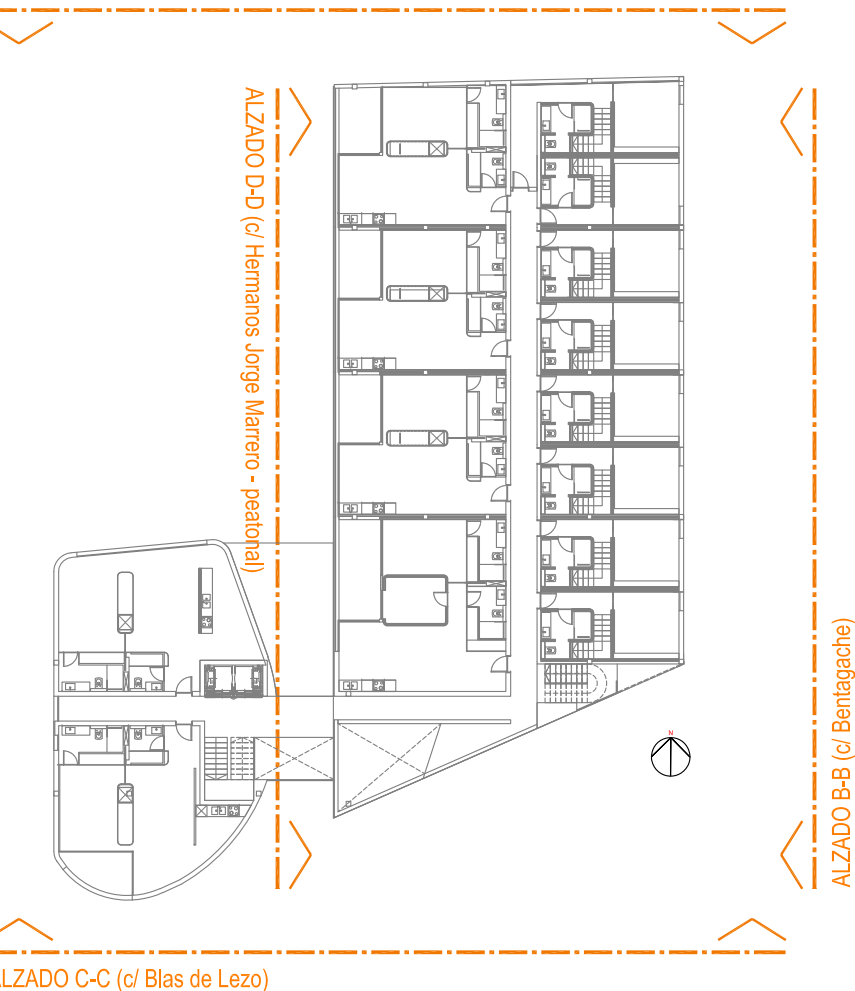 ALZADO D-D (c/ Hermanos Jorge Marrero - peatonal)
N
ALZADO B-B (c/ Bentagache)
LZADO C-C (c/ Blas de Lezo)